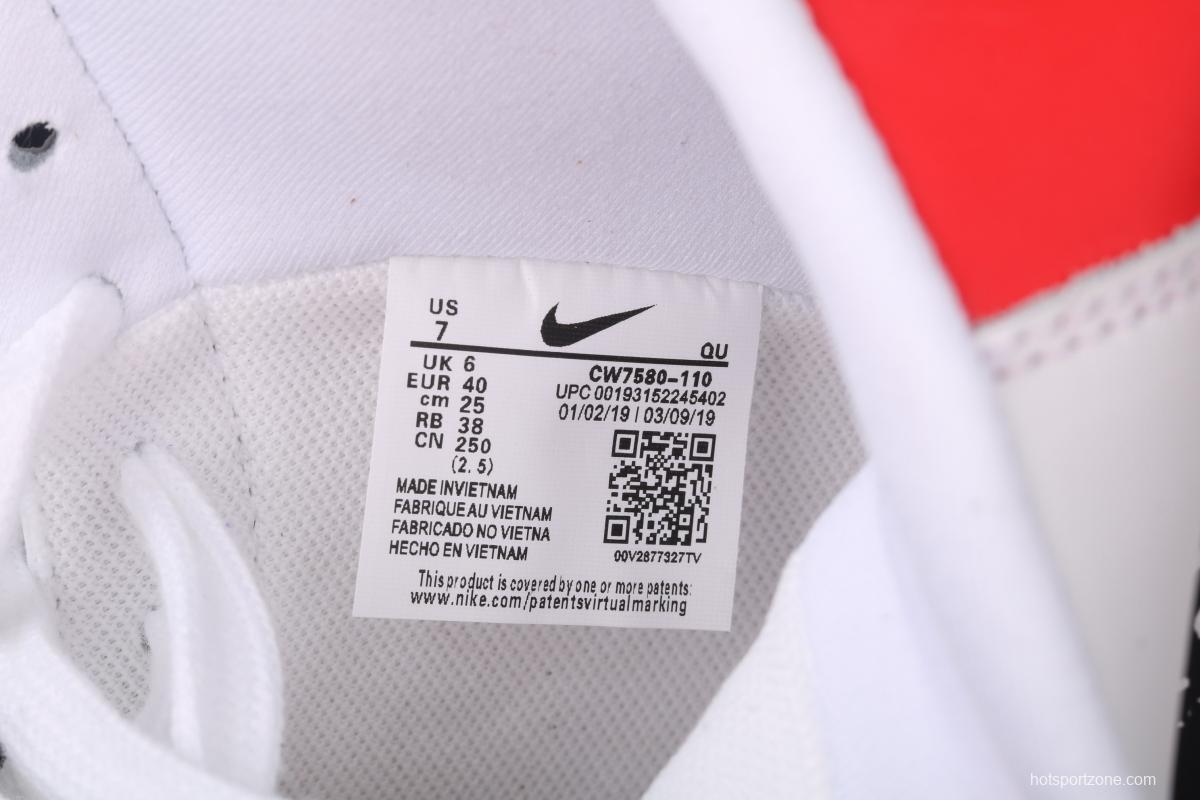 US
7
QU
UK 6
EUR 40
cm 25
RB 38
CN 250
(2.5)
CW7580-110
UPC 00193152245402
01/02/19 | 03/09/19
00V2877327TV
MADE INVIETNAM
FABRIQUE AU VIETNAM
FABRICADO NO VIETNA
HECHO EN VIETNAM
This product is covered by one or more patents:
www.nike.com/patentsvirtualmarking
hotsportzone.com